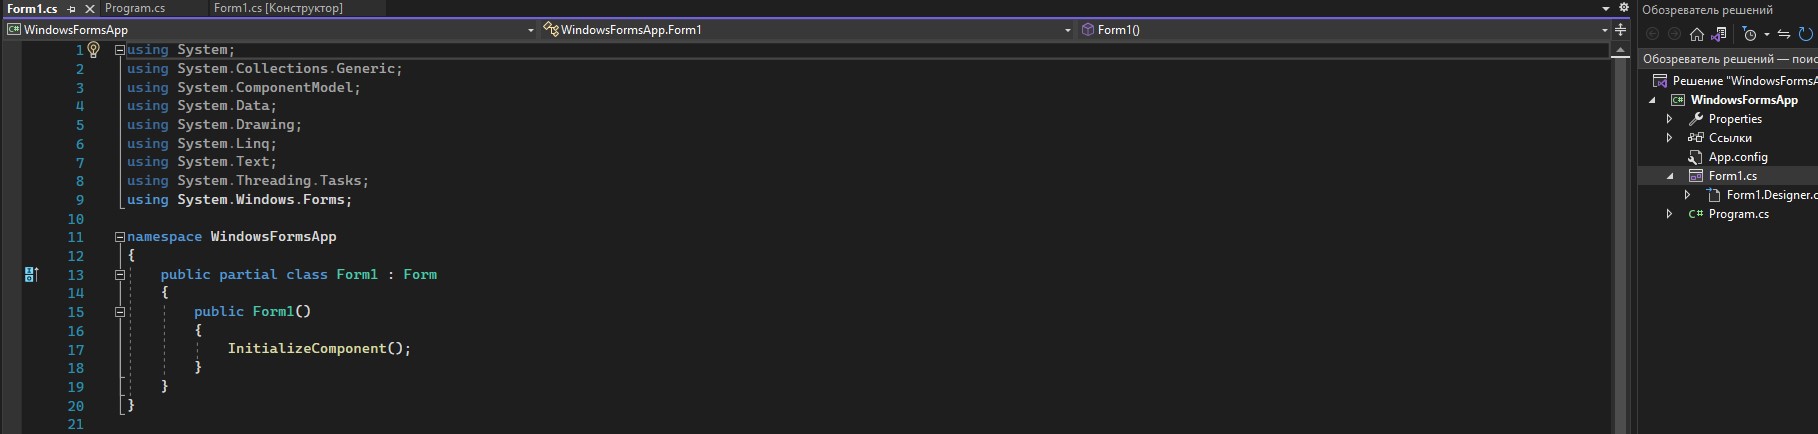 Form1.cs
Program.cs
Form1.cs [Конструктор]
WindowsFormsApp
WindowsFormsApp.Form1
Form1()
1 using System;
2 using System.Collections.Generic;
3 using System.ComponentModel;
4 using System.Data;
5 using System.Drawing;
6 using System.Linq;
7 using System.Text;
8 using System.Threading.Tasks;
9 using System.Windows.Forms;
10
11 namespace WindowsFormsApp
12 {
13 public partial class Form1 : Form
14 {
15 public Form1()
16 {
17 InitializeComponent();
18 }
19 }
20 }
21
Обозреватель решений
Обозреватель решений — поис
Решение "WindowsFormsA
C# WindowsFormsApp
Properties
Ссылки
App.config
Form1.cs
Form1.Designer.c
C# Program.cs